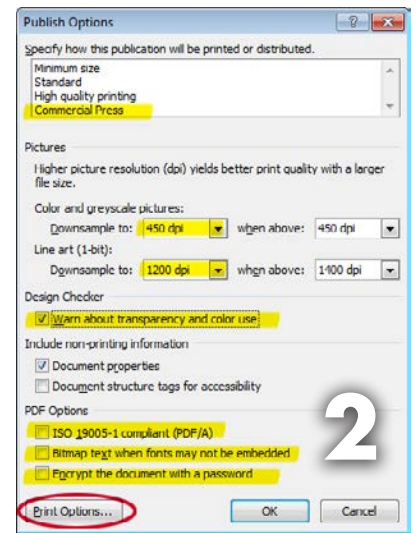 Publish Options
Specify how this publication will be printed or distributed.
Minimum size
Standard
High quality printing
Commercial Press
Pictures
Higher picture resolution (dpi) yields better print quality with a larger
file size.
Color and greyscale pictures:
Downsample to: 450 dpi when above: 450 dpi
Line art (1-bit):
Downsample to: 1200 dpi when above: 1400 dpi
Design Checker
Warn about transparency and color use
Include non-printing information
Document properties
Document structure tags for accessibility
PDF Options
ISO 19005-1 compliant (PDF/A)
Bitmap text when fonts may not be embedded
Encrypt the document with a password
2
Print Options... OK Cancel